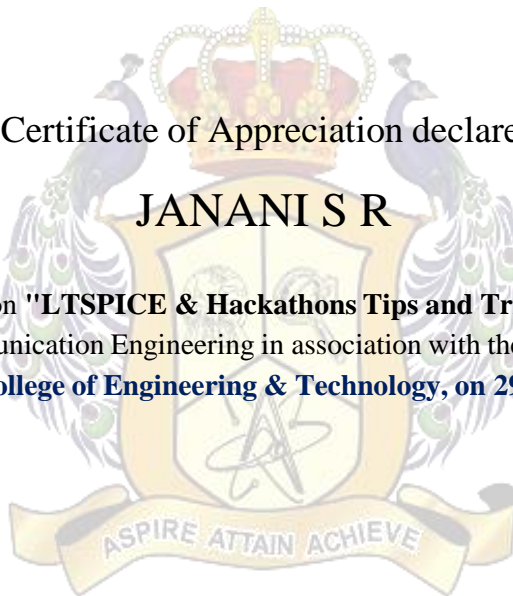 Certificate of Appreciation declare
JANANI S R
on "LTSPICE & Hackathons Tips and Tr
unication Engineering in association with the
ollege of Engineering & Technology, on 29
ASPIRE ATTAIN ACHIEVE